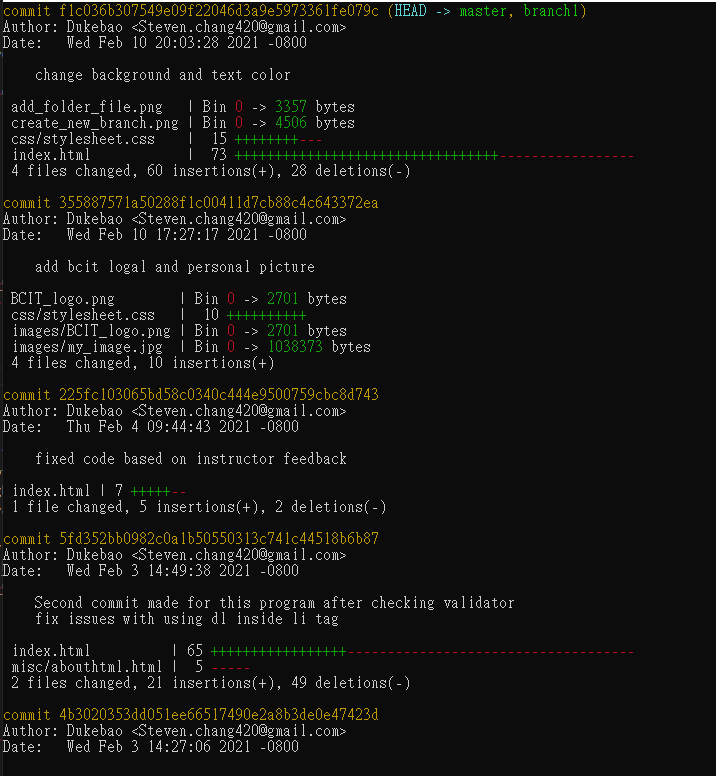 commit f1c036b307549e09f22046d3a9e5973361fe079c (HEAD -> master, branch1)
Author: Dukebao <Steven.chang420@gmail.com>
Date:   Wed Feb 10 20:03:28 2021 -0800
change background and text color
add_folder_file.png   | Bin 0 -> 3357 bytes
create_new_branch.png | Bin 0 -> 4506 bytes
css/stylesheet.css    |  15 ++++++++---
index.html            |  73 +++++++++++++++++++++++++++++++++-----------------
4 files changed, 60 insertions(+), 28 deletions(-)
commit 355887571a50288f1c00411d7cb88c4c643372ea
Author: Dukebao <Steven.chang420@gmail.com>
Date:   Wed Feb 10 17:27:17 2021 -0800
add bcit logal and personal picture
BCIT_logo.png        | Bin 0 -> 2701 bytes
css/stylesheet.css   |  10 ++++++++++
images/BCIT_logo.png | Bin 0 -> 2701 bytes
images/my_image.jpg  | Bin 0 -> 1038373 bytes
4 files changed, 10 insertions(+)
commit 225fc103065bd58c0340c444e9500759cbc8d743
Author: Dukebao <Steven.chang420@gmail.com>
Date:   Thu Feb 4 09:44:43 2021 -0800
fixed code based on instructor feedback
index.html | 7 +++++--
1 file changed, 5 insertions(+), 2 deletions(-)
commit 5fd352bb0982c0a1b50550313c741c44518b6b87
Author: Dukebao <Steven.chang420@gmail.com>
Date:   Wed Feb 3 14:49:38 2021 -0800
Second commit made for this program after checking validator
fix issues with using dl inside li tag
index.html          | 65 +++++++++++++++++------------------------------------
misc/abouthtml.html |  5 -----
2 files changed, 21 insertions(+), 49 deletions(-)
commit 4b3020353dd051ee66517490e2a8b3de0e47423d
Author: Dukebao <Steven.chang420@gmail.com>
Date:   Wed Feb 3 14:27:06 2021 -0800